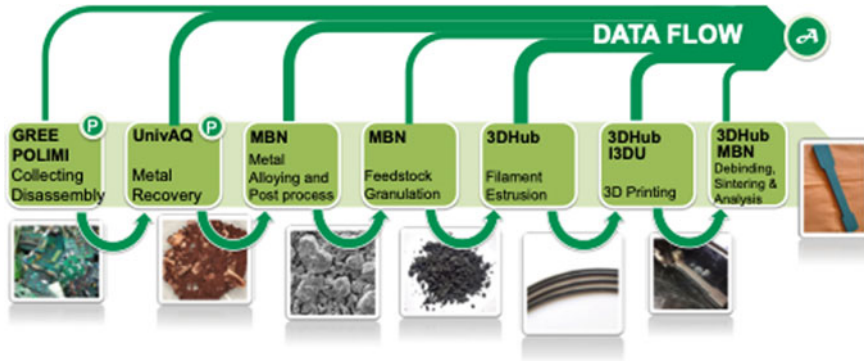 DATA FLOW
A
GREE
POLIMI
Collecting
Disassembly
P
UnivAQ
Metal
Recovery
P
MBN
Metal
Alloying and
Post process
MBN
Feedstock
Granulation
3DHub
Filament
Estrusion
3DHub
I3DU
3D Printing
3DHub
MBN
Debinding,
Sintering &
Analysis